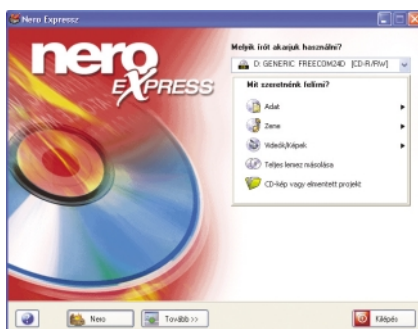 Nero Expressz
nero
EXPRESS
Melyik írót akarjuk használni?
D: GENERIC FREECOM24D [CD-R/RW]
Mit szeretnénk felírni?
Adat
Zene
Videók/Képek
Teljes lemez másolása
CD-kép vagy elmentett projekt
Nero
Tovább >>
Kilépés